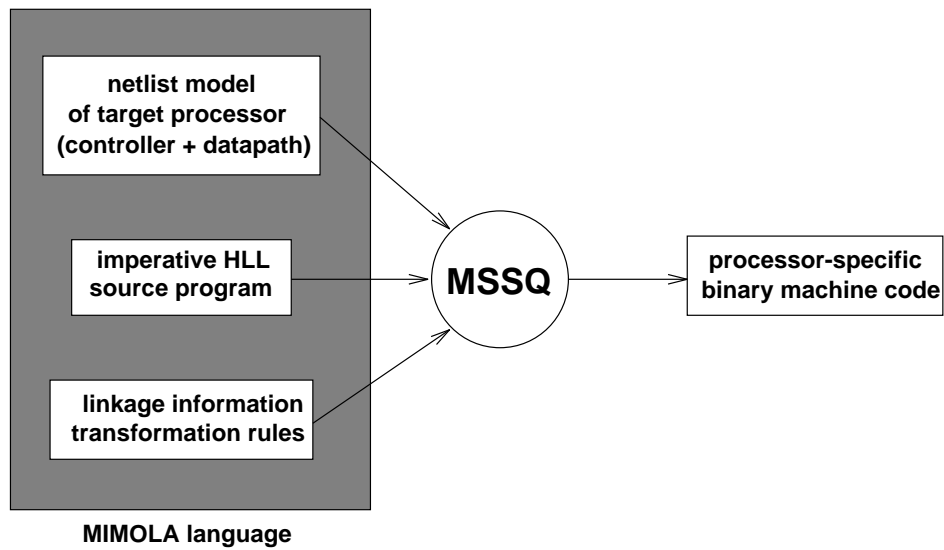 netlist model
of target processor
(controller + datapath)
imperative HLL
source program
linkage information
transformation rules
MIMOLA language
MSSQ
processor-specific
binary machine code